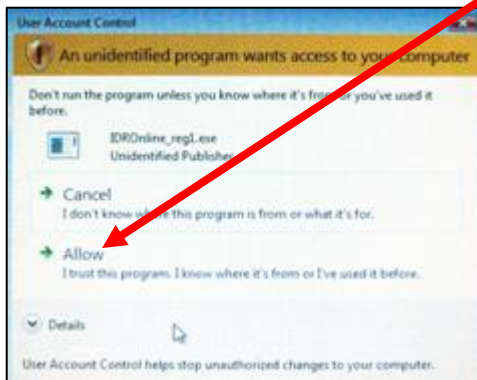 User Account Control
An unidentified program wants access to your computer
Don't run the program unless you know where it's from or you've used it
before.
IDROnline_reg1.exe
Unidentified Publisher
Cancel
I don't know where this program is from or what it's for.
Allow
I trust this program. I know where it's from or I've used it before.
Details
User Account Control helps stop unauthorized changes to your computer.